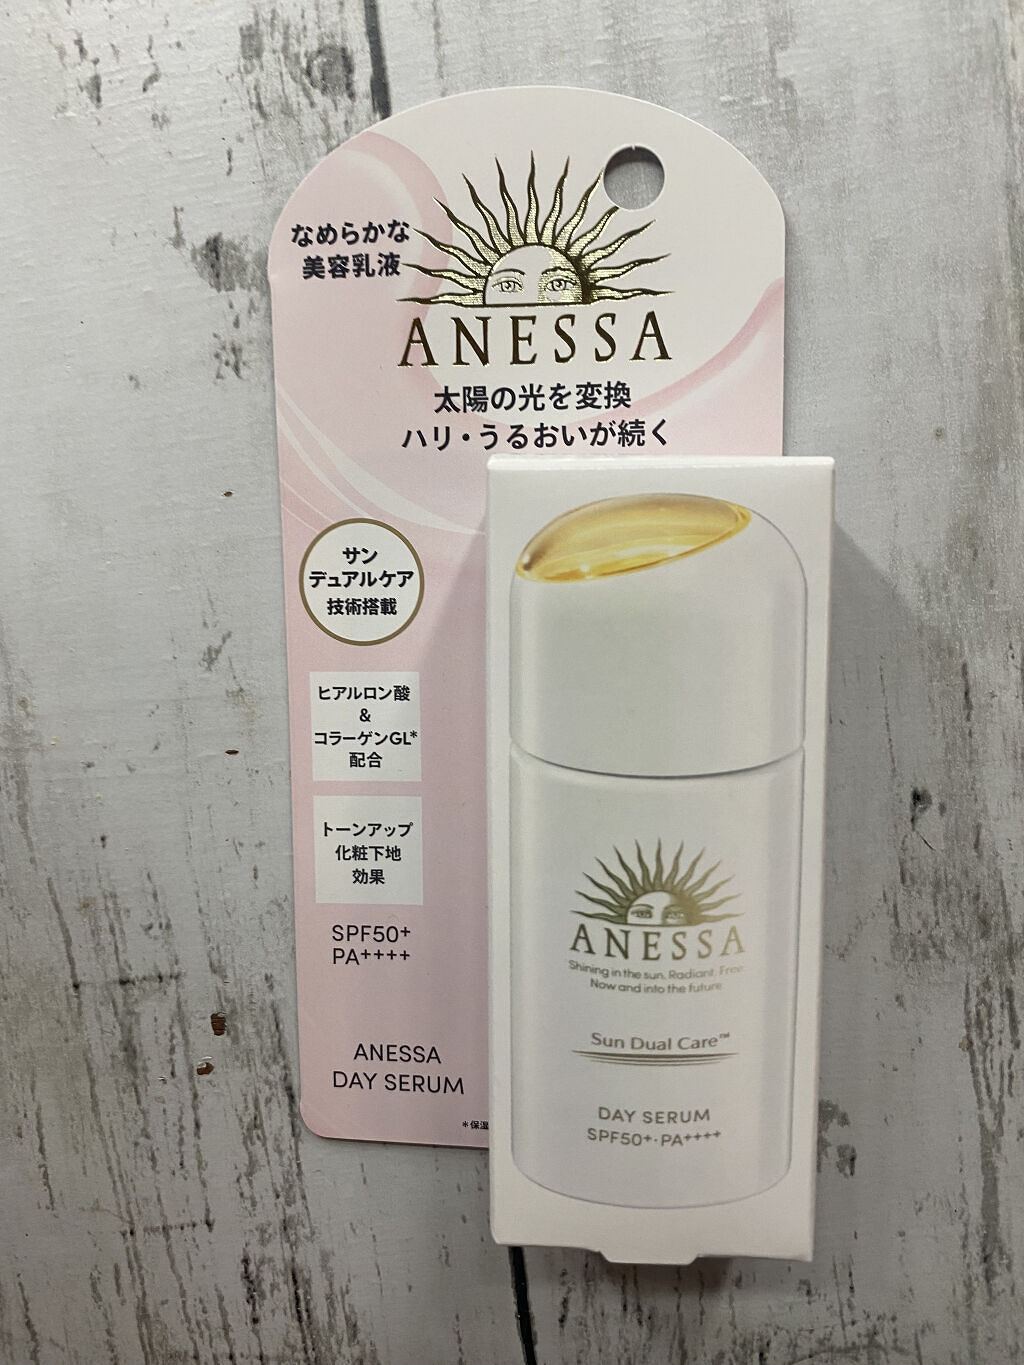 なめらかな
美容乳液
ANESSA
太陽の光を変換
ハリ・うるおいが続く
サン
デュアルケア
技術搭載
ヒアルロン酸
&
コラーゲンGL*
配合
トーンアップ
化粧下地
効果
SPF50+
PA++++
ANESSA
DAY SERUM
*保湿
ANESSA
Shining in the sun. Radiant. Free.
Now and into the future.
Sun Dual Care™
DAY SERUM
SPF50+・PA++++